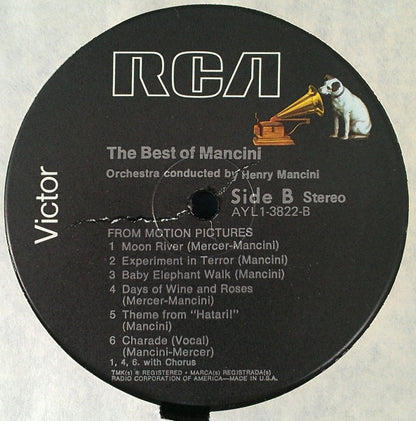 RCA
Victor
The Best of Mancini
Orchestra conducted by Henry Mancini
Side B Stereo
AYL1-3822-B
FROM MOTION PICTURES
1 Moon River (Mercer-Mancini)
2 Experiment in Terror (Mancini)
3 Baby Elephant Walk (Mancini)
4 Days of Wine and Roses
(Mercer-Mancini)
5 Theme from "Hatari!"
(Mancini)
6 Charade (Vocal)
(Mancini-Mercer)
1, 4, 6. with Chorus
TMK(s) ® REGISTERED • MARCA(s) REGISTRADA(s)
RADIO CORPORATION OF AMERICA—MADE IN U.S.A.